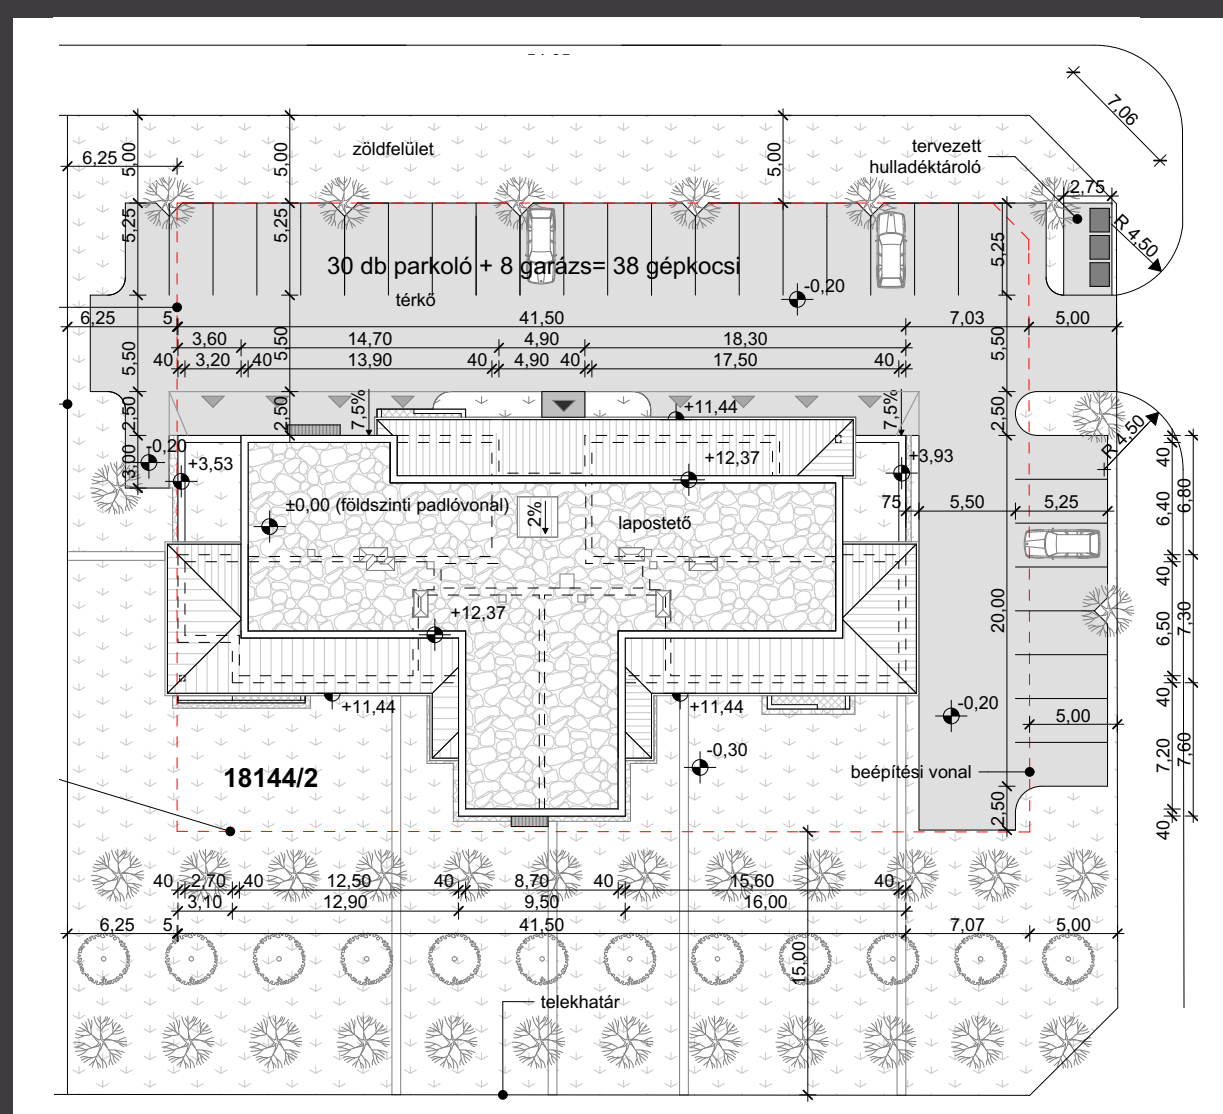 7,06
tervezett
hulladéktároló
zöldfelület
6,25
5,00
5,00
5,00
2,75
R 4,50
5,25
5,25
5,25
30 db parkoló + 8 garázs= 38 gépkocsi
-0,20
térkő
6,25 5 41,50 7,03 5,00
3,60 14,70 4,90 18,30
40 3,20 40 13,90 40 4,90 40 17,50 40
5,50
5,50
5,50
2,50
2,50
2,50
7,5%
7,5%
+11,44
R 4,50
-0,20
3,00
+3,53
+12,37
+3,93
±0,00 (földszinti padlóvonal)
2%
lapostető
75 5,50 5,25
40
6,40
6,80
40
6,50
7,30
40
7,20
7,60
40
20,00
+12,37
+11,44
+11,44
-0,20
5,00
-0,30
18144/2
beépítési vonal
2,50
40 2,70 40 12,50 40 8,70 40 15,60 40
3,10 12,90 9,50 16,00
6,25 5 41,50 7,07 5,00
15,00
telekhatár